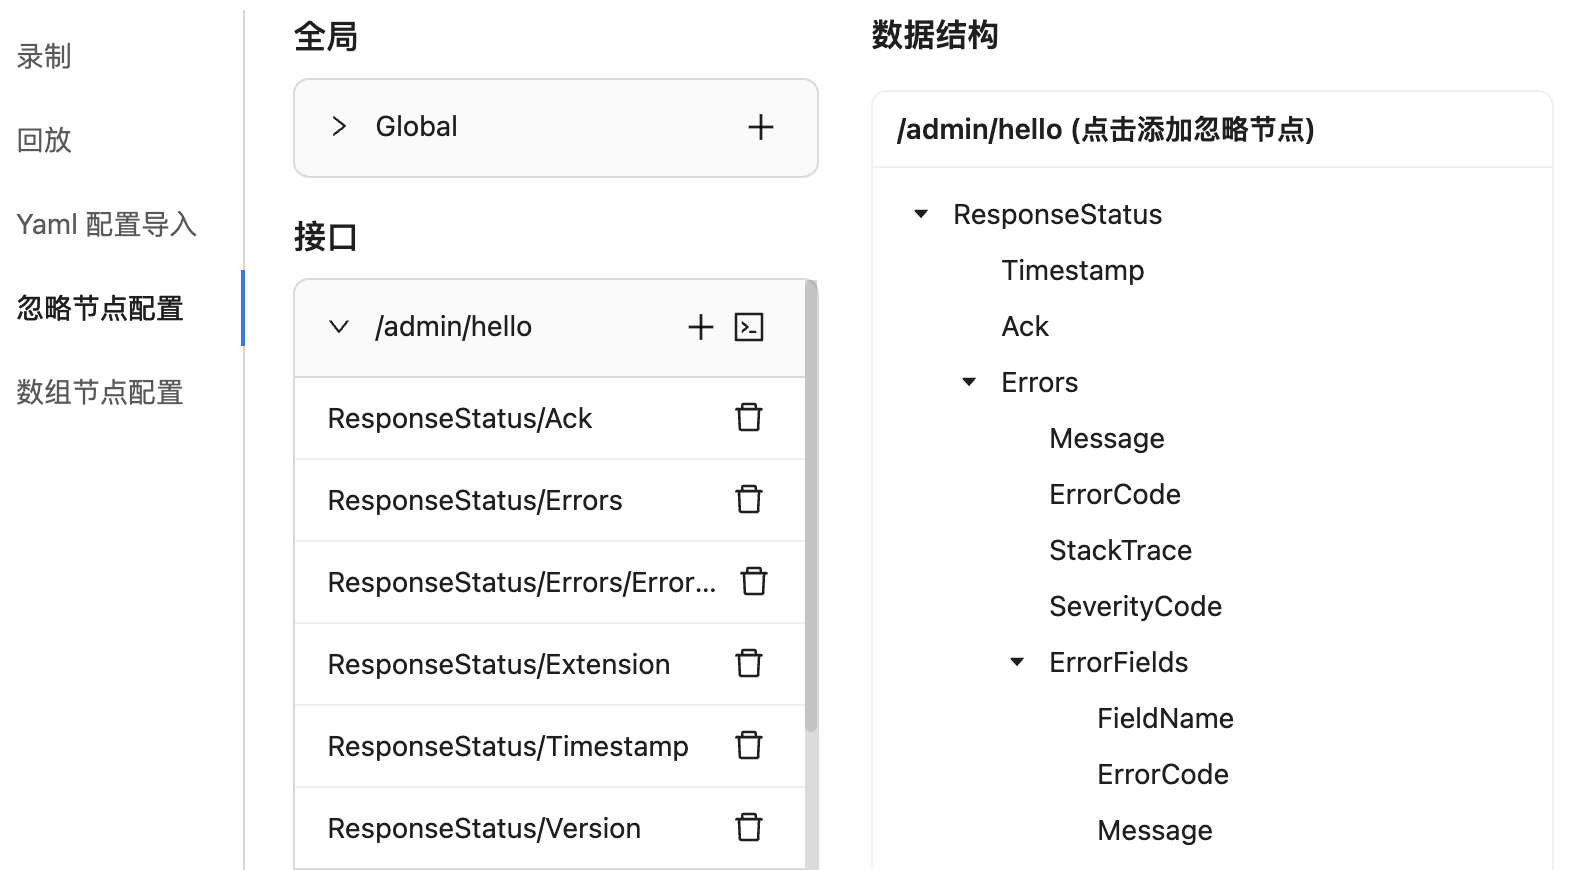 录制
回放
Yaml 配置导入
忽略节点配置
数组节点配置
全局
Global
接口
/admin/hello
ResponseStatus/Ack
ResponseStatus/Errors
ResponseStatus/Errors/Error...
ResponseStatus/Extension
ResponseStatus/Timestamp
ResponseStatus/Version
数据结构
/admin/hello (点击添加忽略节点)
ResponseStatus
Timestamp
Ack
Errors
Message
ErrorCode
StackTrace
SeverityCode
ErrorFields
FieldName
ErrorCode
Message